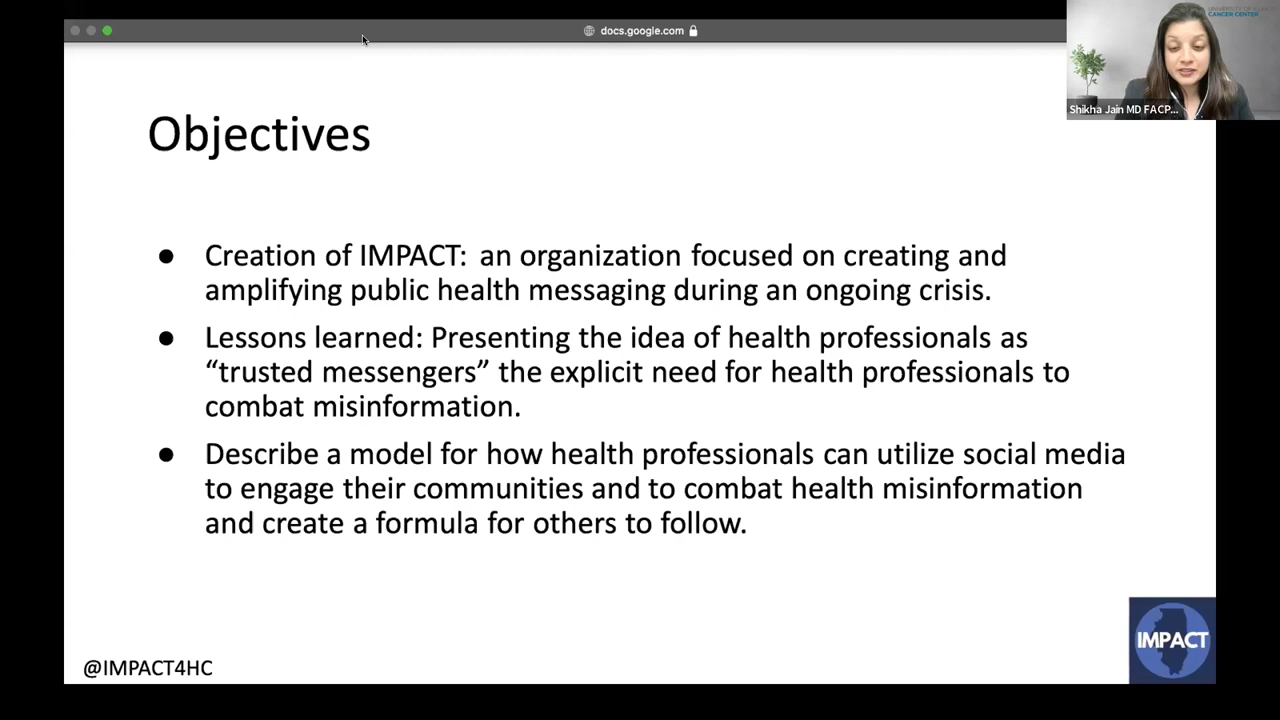 docs.google.com
CANCER CENTER
Shikha Jain MD FACP...
Objectives
● Creation of IMPACT: an organization focused on creating and
amplifying public health messaging during an ongoing crisis.
● Lessons learned: Presenting the idea of health professionals as
“trusted messengers” the explicit need for health professionals to
combat misinformation.
● Describe a model for how health professionals can utilize social media
to engage their communities and to combat health misinformation
and create a formula for others to follow.
IMPACT
@IMPACT4HC